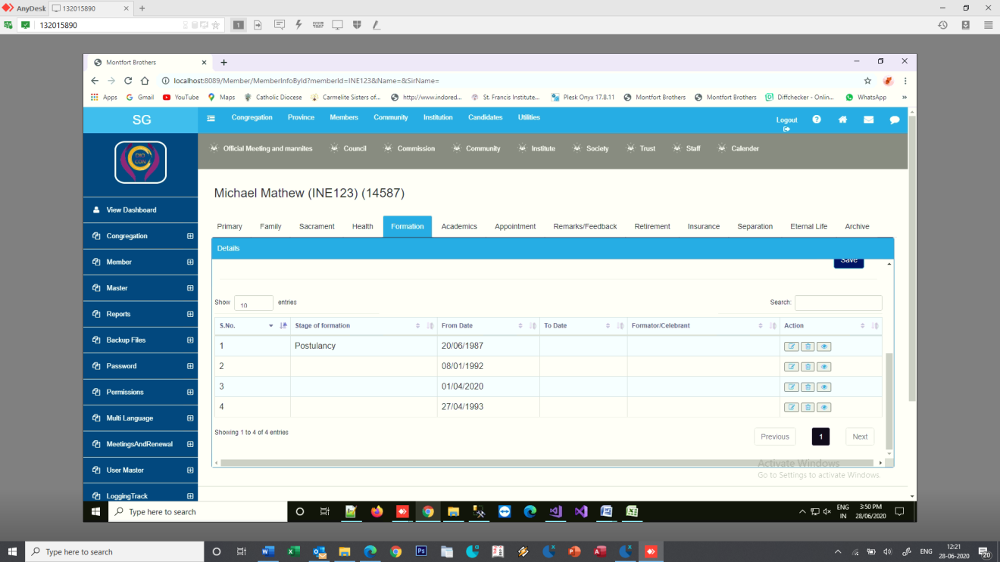 AnyDesk 132015890
132015890 1
Montfort Brothers
localhost:8089/Member/MemberInfoById?memberId=INE123&Name=&SirName=
Apps Gmail YouTube Maps Catholic Diocese Carmelite Sisters of... http://www.indored... St. Francis Institute... Plesk Onyx 17.8.11 Montfort Brothers Montfort Brothers Diffchecker - Onlin... WhatsApp »
SG Congregation Province Members Community Institution Candidates Utilities Logout
Official Meeting and mannites Council Commission Community Institute Society Trust Staff Calender
DIO
CON
View Dashboard
Congregation
Member
Master
Reports
Backup Files
Password
Permissions
Multi Language
MeetingsAndRenewal
User Master
LoggingTrack
Michael Mathew (INE123) (14587)
Primary Family Sacrament Health Formation Academics Appointment Remarks/Feedback Retirement Insurance Separation Eternal Life Archive
Details
Save
Show 10 entries Search:
S.No. Stage of formation From Date To Date Formator/Celebrant Action
1 Postulancy 20/06/1987
2 08/01/1992
3 01/04/2020
4 27/04/1993
Showing 1 to 4 of 4 entries Previous 1 Next
Activate Windows
Go to Settings to activate Windows.
Type here to search ENG IN 3:50 PM 28/06/2020
Type here to search ENG 12:21 28-06-2020 20